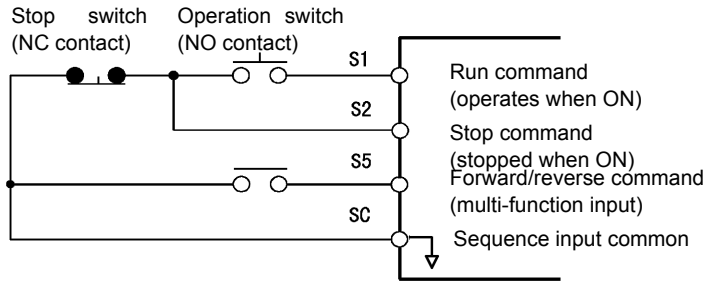 Stop switch
(NC contact)
Operation switch
(NO contact)
S1
Run command
(operates when ON)
S2
Stop command
(stopped when ON)
S5
Forward/reverse command
(multi-function input)
SC
Sequence input common